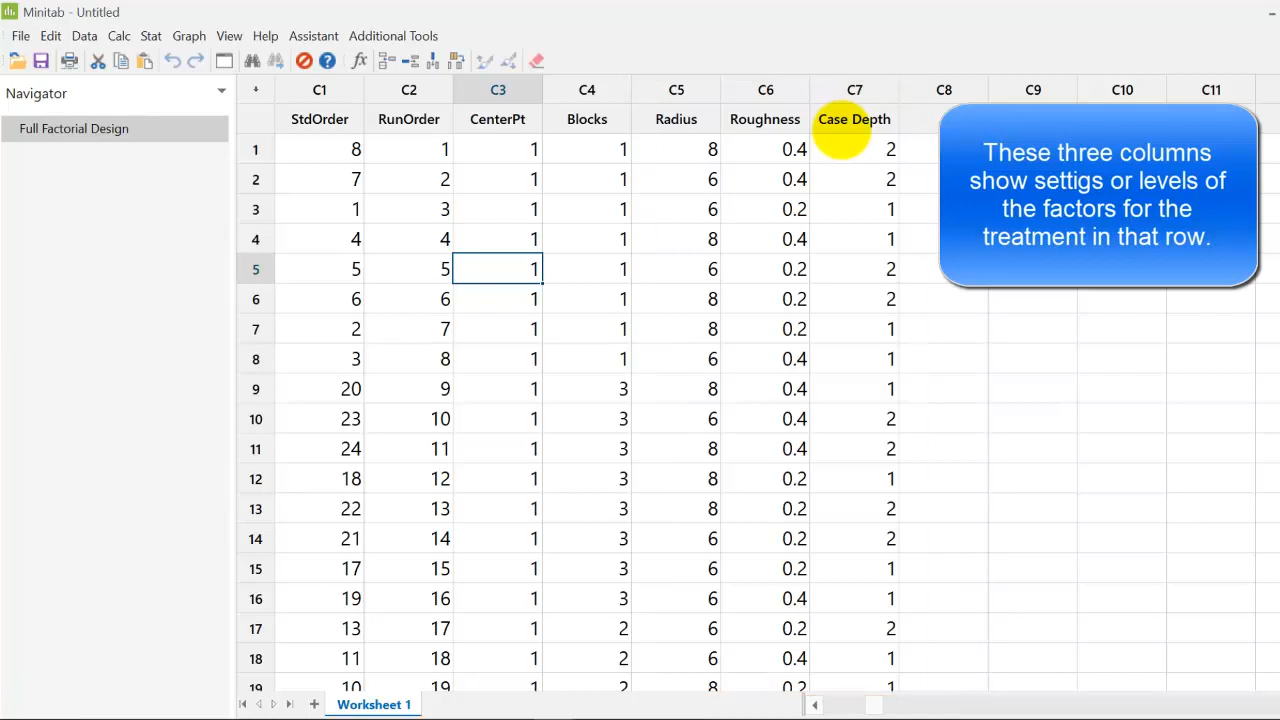 Minitab - Untitled
File Edit Data Calc Stat Graph View Help Assistant Additional Tools
Navigator
Full Factorial Design
C1 C2 C3 C4 C5 C6 C7 C8 C9 C10 C11
StdOrder RunOrder CenterPt Blocks Radius Roughness Case Depth
1 8 1 1 1 8 0.4 2
2 7 2 1 1 6 0.4 2
3 1 3 1 1 6 0.2 1
4 4 4 1 1 8 0.4 1
5 5 5 1 1 6 0.2 2
6 6 6 1 1 8 0.2 2
7 2 7 1 1 8 0.2 1
8 3 8 1 1 6 0.4 1
9 20 9 1 3 8 0.4 1
10 23 10 1 3 6 0.4 2
11 24 11 1 3 8 0.4 2
12 18 12 1 3 8 0.2 1
13 22 13 1 3 8 0.2 2
14 21 14 1 3 6 0.2 2
15 17 15 1 3 6 0.2 1
16 19 16 1 3 6 0.4 1
17 13 17 1 2 6 0.2 2
18 11 18 1 2 6 0.4 1
19 10 19 1 2 8 0.2 1
These three columns
show settigs or levels of
the factors for the
treatment in that row.
Worksheet 1